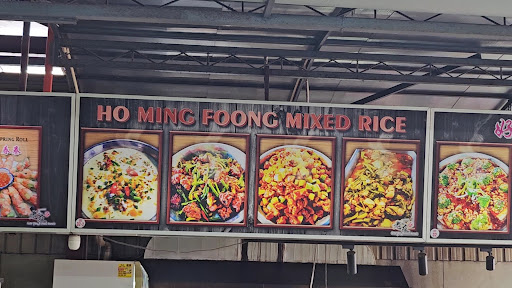 HO MING FOONG MIXED RICE
SPRING ROLL